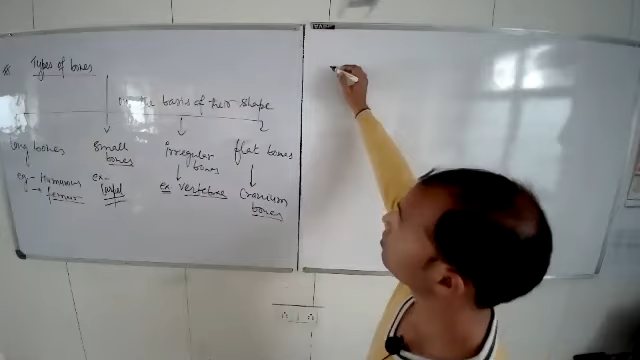 Types of bones
on the basis of their shape
long bones small bones irregular bones flat bones
eg - Humurus ex- Carpal ex vertebrae Cranium bones
→ femur